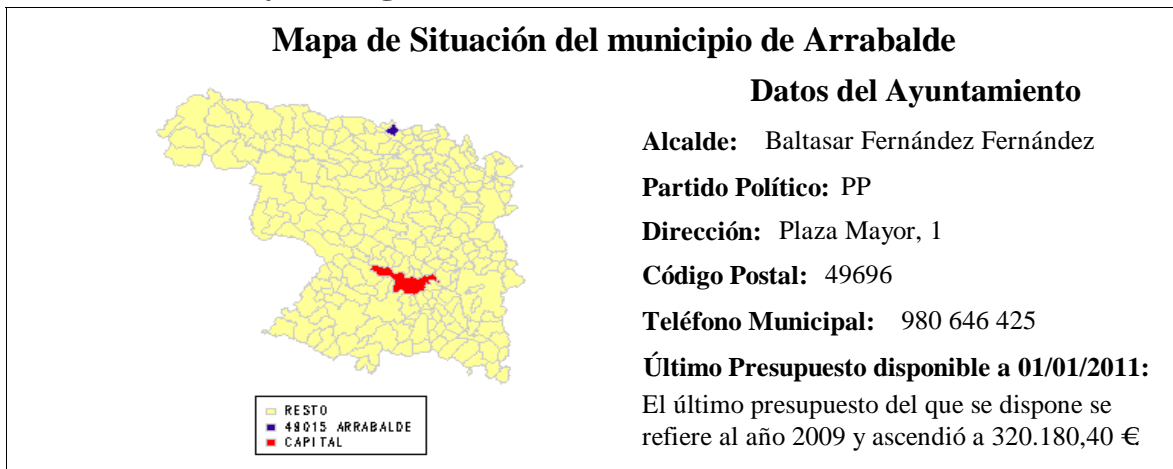 Mapa de Situación del municipio de Arrabalde
Datos del Ayuntamiento
Alcalde: Baltasar Fernández Fernández
Partido Político: PP
Dirección: Plaza Mayor, 1
Código Postal: 49696
Teléfono Municipal: 980 646 425
Último Presupuesto disponible a 01/01/2011:
El último presupuesto del que se dispone se
refiere al año 2009 y ascendió a 320.180,40 €
RESTO
49015 ARRABALDE
CAPITAL